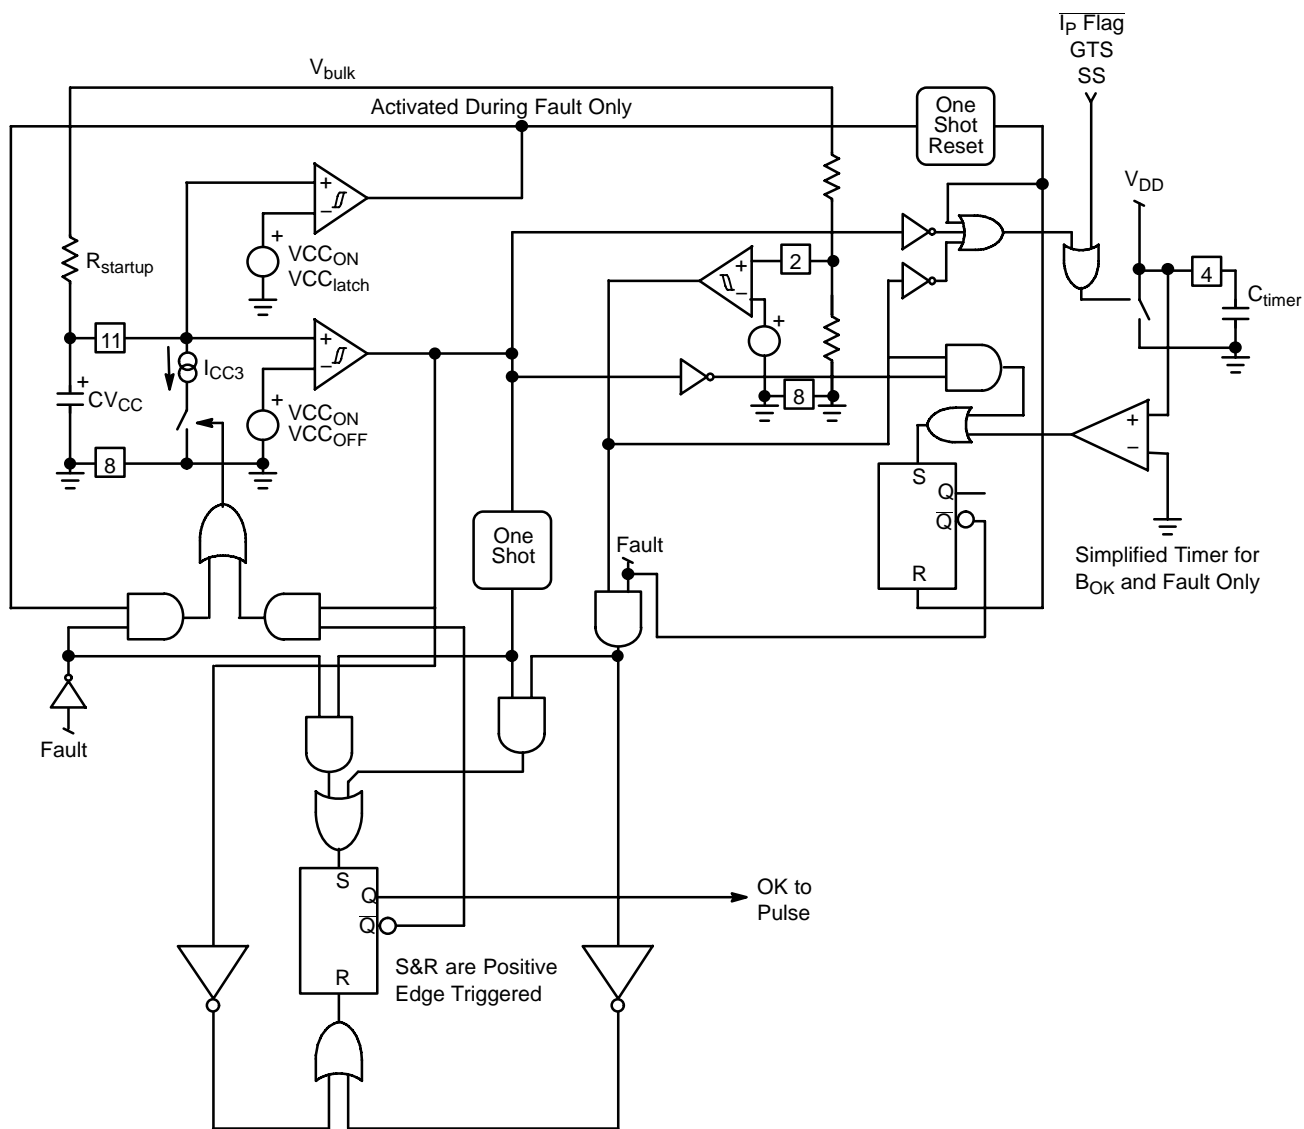 I̅P̅ ̅F̅l̅a̅g̅
GTS
SS
Vbulk
Activated During Fault Only
One
Shot
Reset
VDD
+
−
Rstartup
+
VCCON
VCClatch
2
+
−
+
4
Ctimer
11
+
−
ICC3
+
CVCC
+
VCCON
VCCOFF
8
8
+
−
S
Q
Q̅
R
One
Shot
Fault
Simplified Timer for
BOK and Fault Only
Fault
S
Q
Q̅
R
OK to
Pulse
S&R are Positive
Edge Triggered